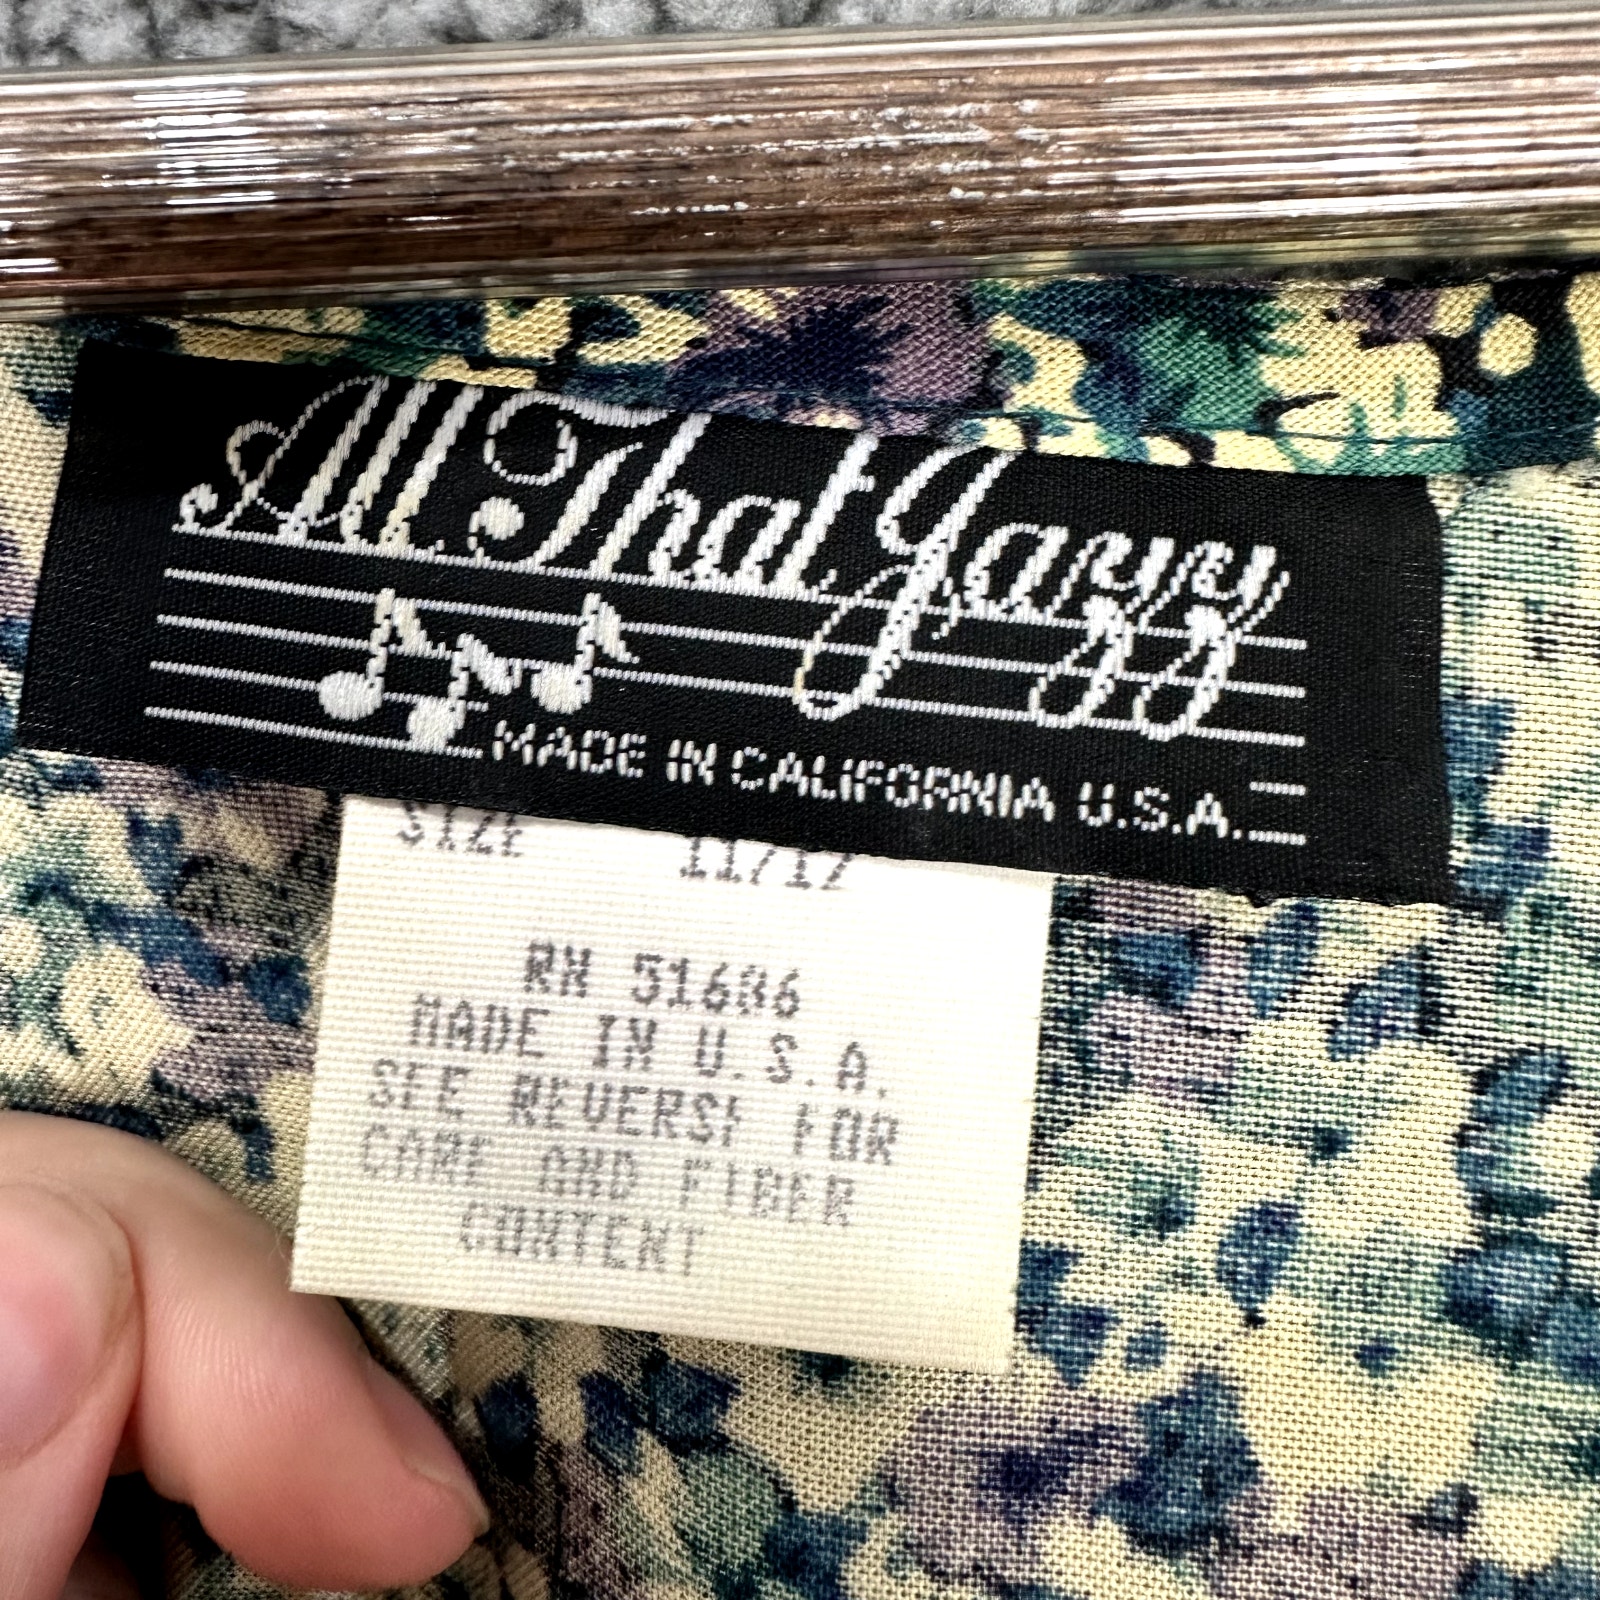 All That Jazz
MADE IN CALIFORNIA U.S.A.
SIZE 11/12
RN 51686
MADE IN U.S.A.
SEE REVERSE FOR
CARE AND FIBER
CONTENT